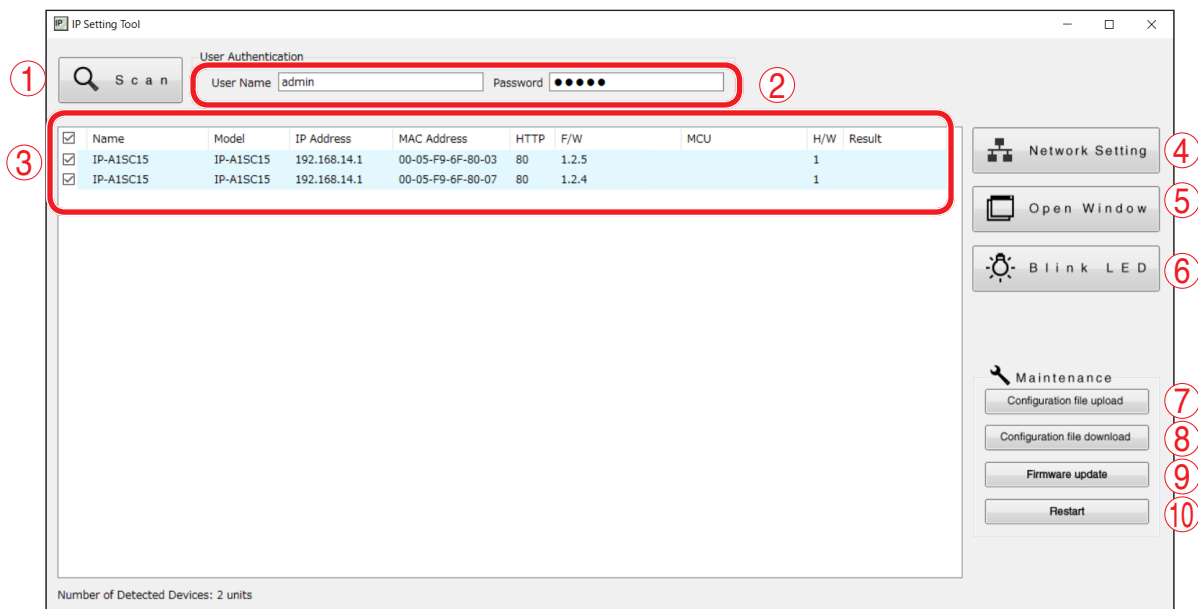 IP IP Setting Tool
User Authentication
① Scan User Name admin Password ●●●●● ②
Name Model IP Address MAC Address HTTP F/W MCU H/W Result
③ IP-A1SC15 IP-A1SC15 192.168.14.1 00-05-F9-6F-80-03 80 1.2.5 1
IP-A1SC15 IP-A1SC15 192.168.14.1 00-05-F9-6F-80-07 80 1.2.4 1
Network Setting ④
Open Window ⑤
Blink LED ⑥
Maintenance
Configuration file upload ⑦
Configuration file download ⑧
Firmware update ⑨
Restart ⑩
Number of Detected Devices: 2 units